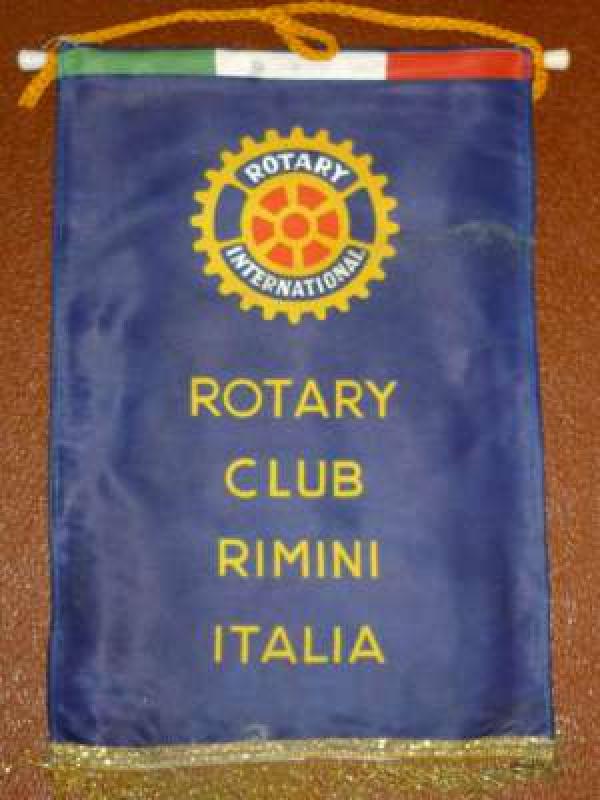 ROTARY
INTERNATIONAL
ROTARY
CLUB
RIMINI
ITALIA